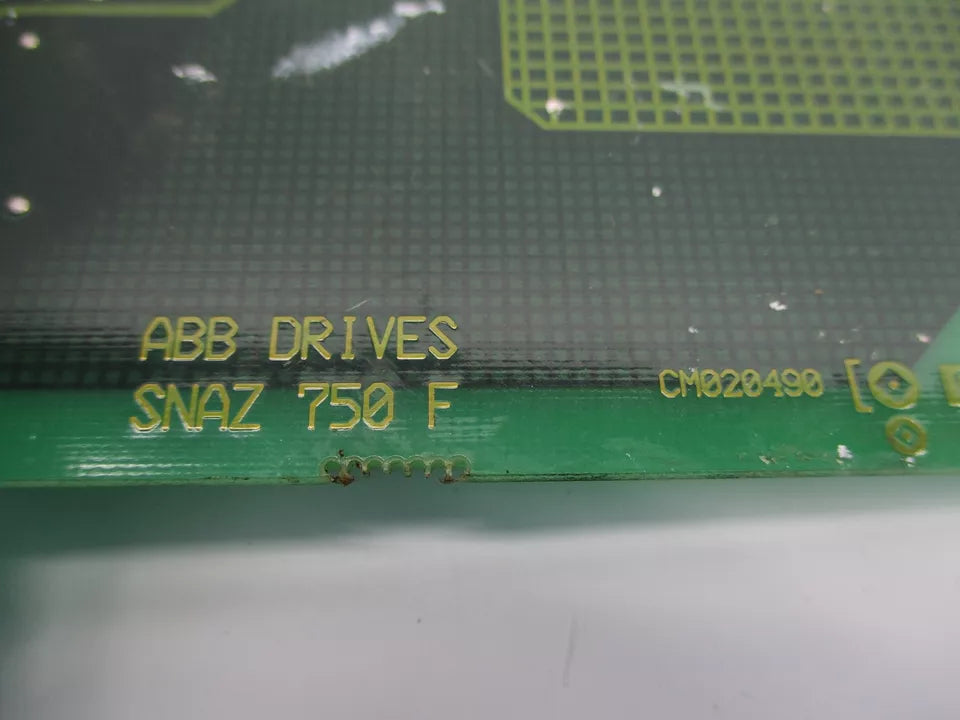 ABB DRIVES
SNAZ 750 F
CM020490